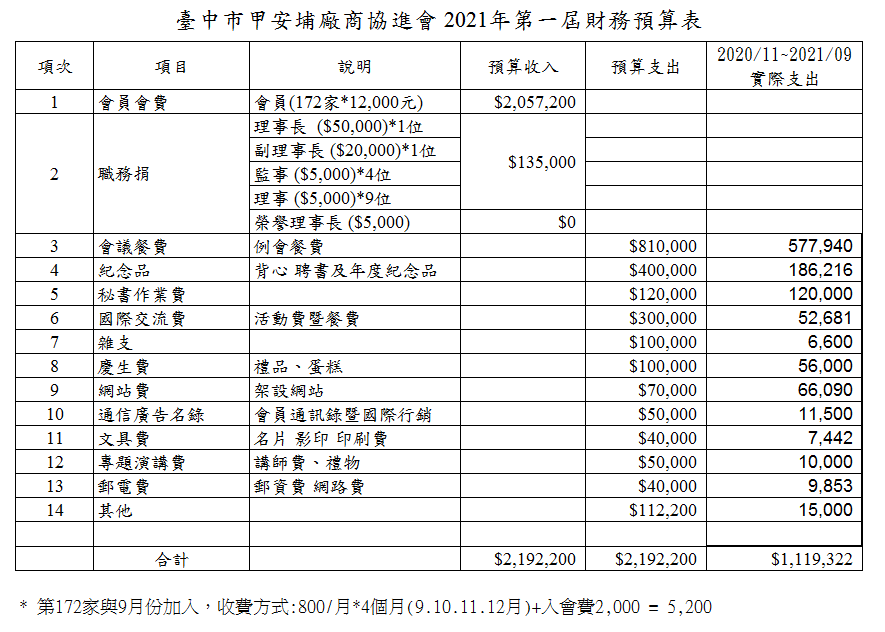 臺中市甲安埔廠商協進會 2021年第一屆財務預算表
項次 項目 說明 預算收入 預算支出 2020/11~2021/09 實際支出
1 會員會費 會員(172家*12,000元) $2,057,200
2 職務捐 理事長 ($50,000)*1位 $135,000
副理事長 ($20,000)*1位
監事 ($5,000)*4位
理事 ($5,000)*9位
榮譽理事長 ($5,000) $0
3 會議餐費 例會餐費 $810,000 577,940
4 紀念品 背心 聘書及年度紀念品 $400,000 186,216
5 秘書作業費 $120,000 120,000
6 國際交流費 活動費暨餐費 $300,000 52,681
7 雜支 $100,000 6,600
8 慶生費 禮品、蛋糕 $100,000 56,000
9 網站費 架設網站 $70,000 66,090
10 通信廣告名錄 會員通訊錄暨國際行銷 $50,000 11,500
11 文具費 名片 影印 印刷費 $40,000 7,442
12 專題演講費 講師費、禮物 $50,000 10,000
13 郵電費 郵資費 網路費 $40,000 9,853
14 其他 $112,200 15,000
合計 $2,192,200 $2,192,200 $1,119,322
* 第172家與9月份加入，收費方式:800/月*4個月(9.10.11.12月)+入會費2,000 = 5,200